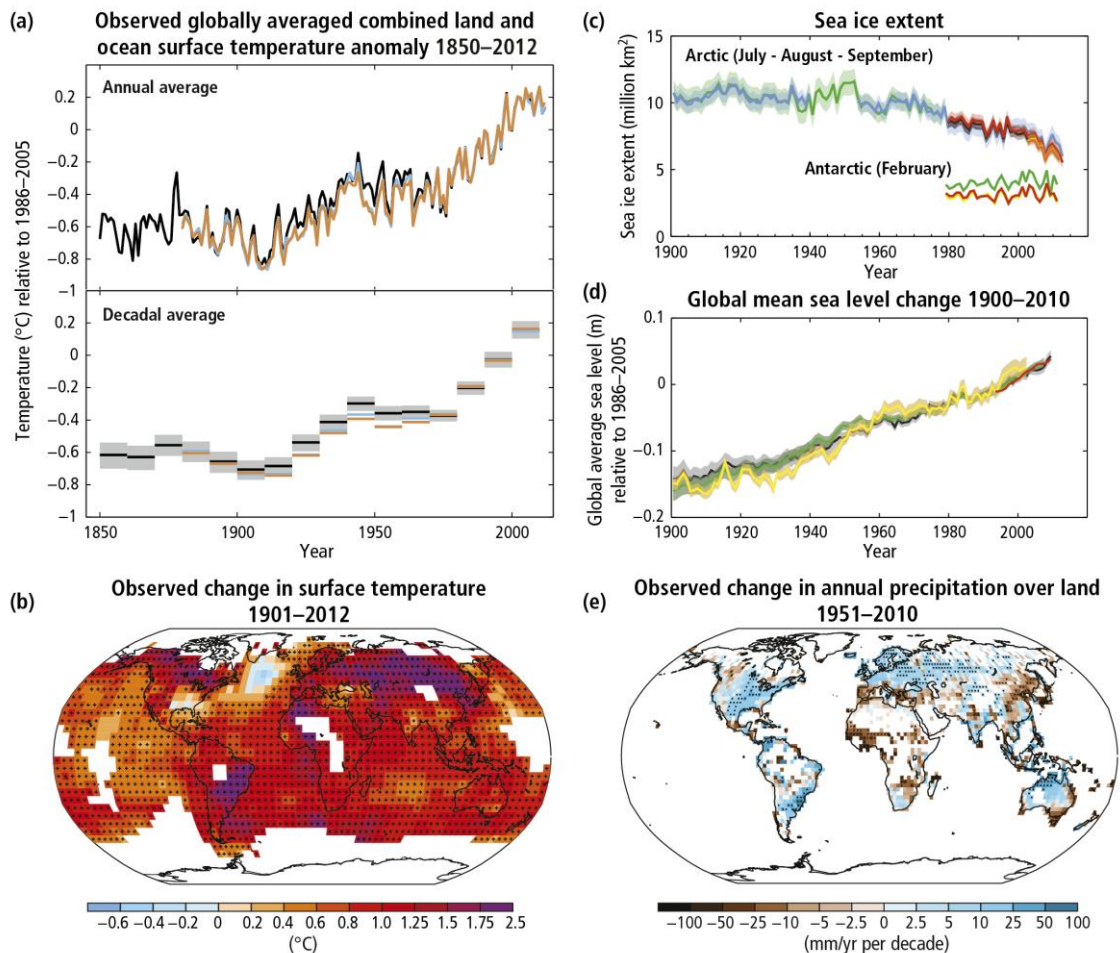 (a)
Observed globally averaged combined land and
ocean surface temperature anomaly 1850–2012
Annual average
0.2
0
−0.2
−0.4
−0.6
−0.8
−1
Decadal average
0.2
0
−0.2
−0.4
−0.6
−0.8
−1
Temperature (°C) relative to 1986–2005
1850
1900
1950
2000
Year
(c)
Sea ice extent
Arctic (July - August - September)
Antarctic (February)
15
10
5
0
Sea ice extent (million km²)
1900
1920
1940
1960
1980
2000
Year
(d)
Global mean sea level change 1900–2010
0.1
0
−0.1
−0.2
Global average sea level (m)
relative to 1986–2005
1900
1920
1940
1960
1980
2000
Year
(b)
Observed change in surface temperature
1901–2012
−0.6 −0.4 −0.2 0 0.2 0.4 0.6 0.8 1.0 1.25 1.5 1.75 2.5
(°C)
(e)
Observed change in annual precipitation over land
1951–2010
−100 −50 −25 −10 −5 −2.5 0 2.5 5 10 25 50 100
(mm/yr per decade)